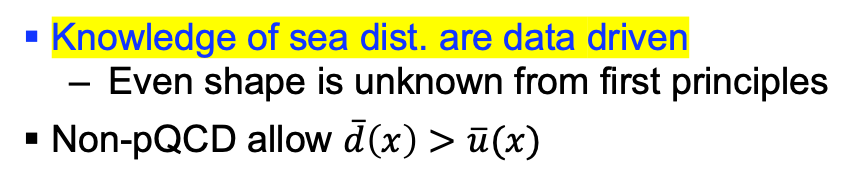 ▪ Knowledge of sea dist. are data driven
– Even shape is unknown from first principles
▪ Non-pQCD allow d̄(x) > ū(x)